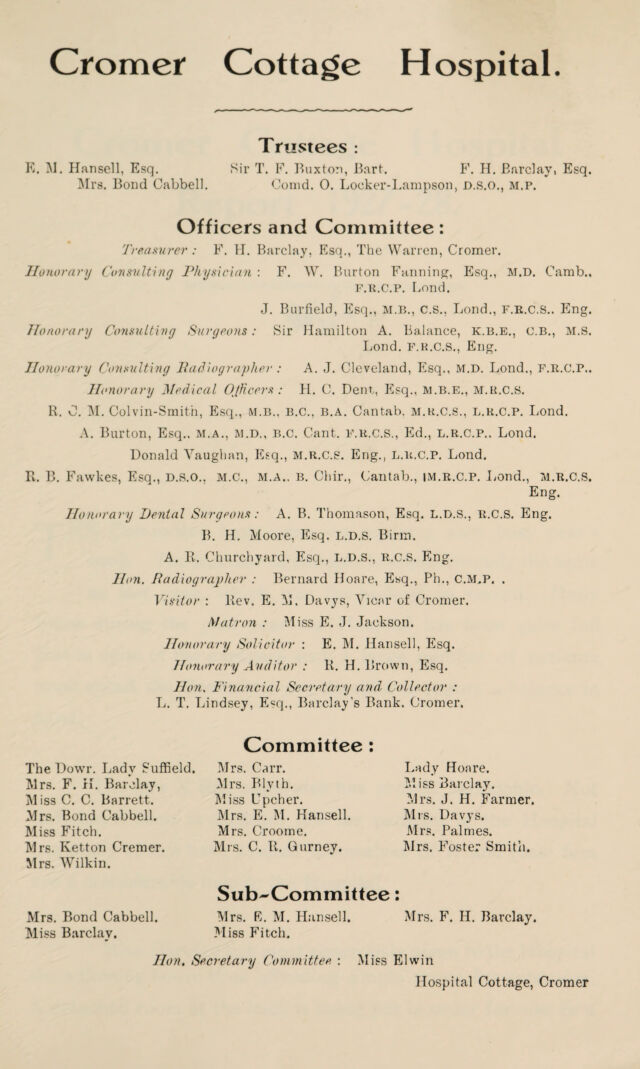 Cromer Cottage Hospital.
Trustees :
E. M. Hansell, Esq. Sir T. F. Buxton, Bart. F. H. Barclay, Esq.
Mrs. Bond Cabbell. Comd. O. Locker-Lampson, D.S.O., M.P.
Officers and Committee :
Treasurer : F. H. Barclay, Esq., The Warren, Cromer.
Honorary Consulting Physician : F. W. Burton Fanning, Esq., M.D. Camb.,
F.R.C.P. Lond.
J. Burfield, Esq., M.B., C.S., Lond., F.R.C.S.. Eng.
Honorary Consulting Surgeons : Sir Hamilton A. Balance, K.B.E., C.B., M.S.
Lond. F.R.C.S., Eng.
Honorary Consulting Radiographer : A. J. Cleveland, Esq., M.D. Lond., F.R.C.P..
Honorary Medical Officers : H. C. Dent, Esq., M.B.E., M.R.C.S.
R. C. M. Colvin-Smith, Esq., M.B., B.C., B.A. Cantab, M.R.C.S., L.R.C.P. Lond.
A. Burton, Esq.. M.A., M.D., B.C. Cant. F.R.C.S., Ed., L.R.C.P.. Lond.
Donald Vaughan, Esq., M.R.C.S. Eng., L.R.C.P. Lond.
R. B. Fawkes, Esq., D.S.O., M.C., M.A.. B. Chir., Cantab., M.R.C.P. Lond., M.R.C.S.
Eng.
Honorary Dental Surgeons : A. B. Thomason, Esq. L.D.S., R.C.S. Eng.
B. H. Moore, Esq. L.D.S. Birm.
A. R. Churchyard, Esq., L.D.S., R.C.S. Eng.
Hon. Radiographer : Bernard Hoare, Esq., Ph., C.M.P. .
Visitor : Rev. E. M. Davys, Vicar of Cromer.
Matron : Miss E. J. Jackson.
Honorary Solicitor : E. M. Hansell, Esq.
Honorary Auditor : R. H. Brown, Esq.
Hon. Financial Secretary and Collector :
L. T. Lindsey, Esq., Barclay's Bank. Cromer.
Committee :
The Dowr. Lady Suffield. Mrs. Carr. Lady Hoare.
Mrs. F. H. Barclay, Mrs. Blyth. Miss Barclay.
Miss C. C. Barrett. Miss Upcher. Mrs. J. H. Farmer.
Mrs. Bond Cabbell. Mrs. E. M. Hansell. Mrs. Davys.
Miss Fitch. Mrs. Croome. Mrs. Palmes.
Mrs. Ketton Cremer. Mrs. C. R. Gurney. Mrs. Foster Smith.
Mrs. Wilkin.
Sub-Committee :
Mrs. Bond Cabbell. Mrs. E. M. Hansell. Mrs. F. H. Barclay.
Miss Barclay. Miss Fitch.
Hon. Secretary Committee : Miss Elwin
Hospital Cottage, Cromer